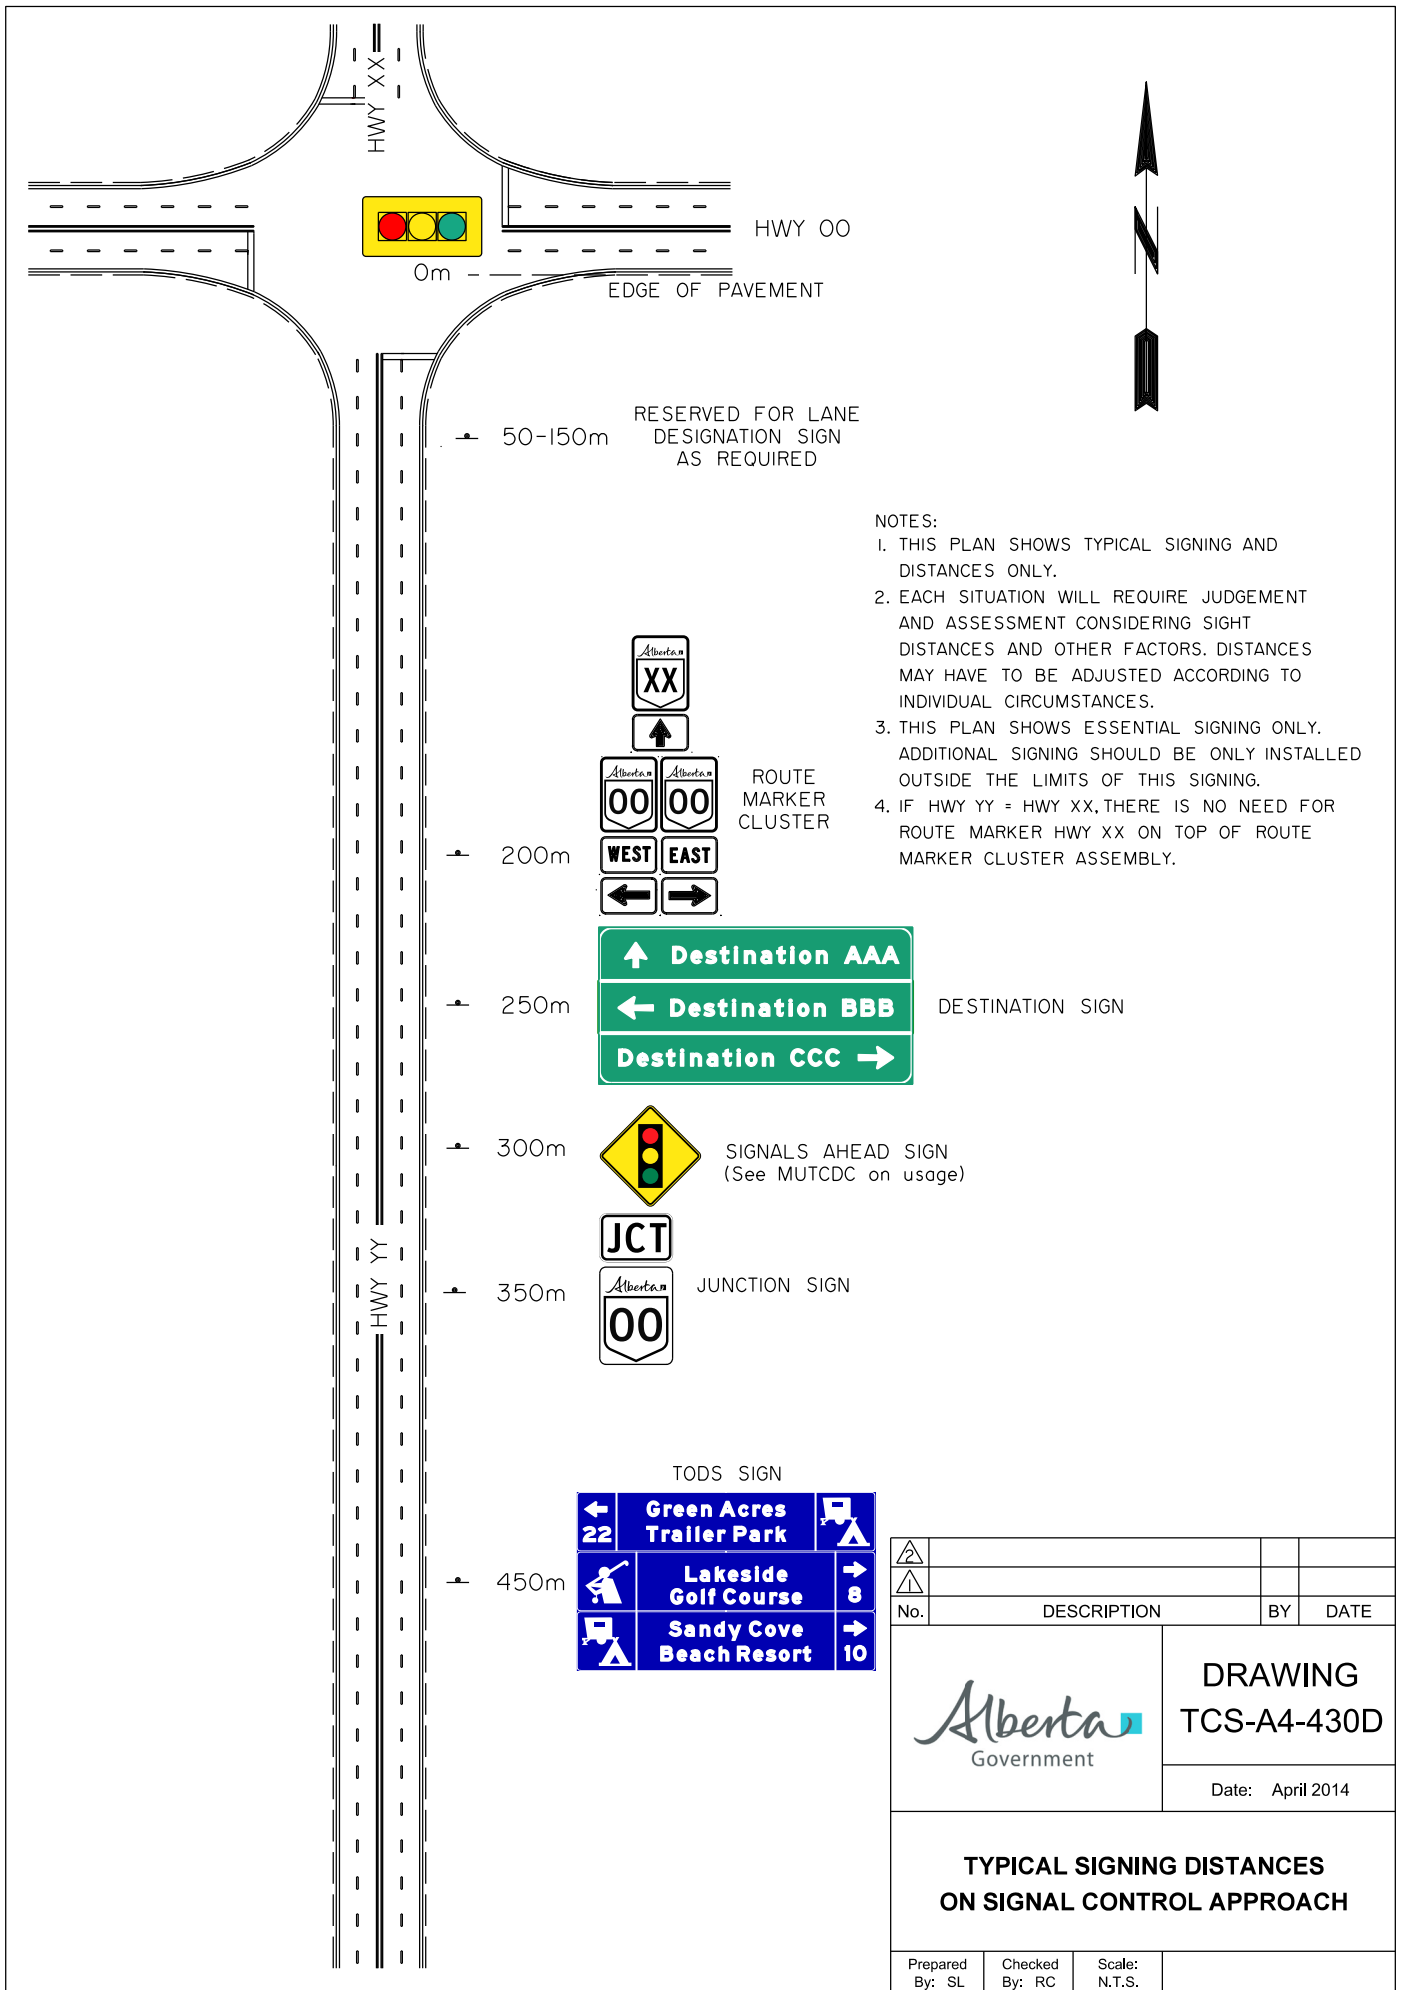 HWY XX
HWY 00
0m
EDGE OF PAVEMENT
50-150m
RESERVED FOR LANE
DESIGNATION SIGN
AS REQUIRED
N
NOTES:
1. THIS PLAN SHOWS TYPICAL SIGNING AND
DISTANCES ONLY.
2. EACH SITUATION WILL REQUIRE JUDGEMENT
AND ASSESSMENT CONSIDERING SIGHT
DISTANCES AND OTHER FACTORS. DISTANCES
MAY HAVE TO BE ADJUSTED ACCORDING TO
INDIVIDUAL CIRCUMSTANCES.
3. THIS PLAN SHOWS ESSENTIAL SIGNING ONLY.
ADDITIONAL SIGNING SHOULD BE ONLY INSTALLED
OUTSIDE THE LIMITS OF THIS SIGNING.
4. IF HWY YY = HWY XX, THERE IS NO NEED FOR
ROUTE MARKER HWY XX ON TOP OF ROUTE
MARKER CLUSTER ASSEMBLY.
Alberta
XX
Alberta Alberta
00 00
WEST EAST
ROUTE
MARKER
CLUSTER
200m
Destination AAA
Destination BBB
Destination CCC
250m
DESTINATION SIGN
300m
SIGNALS AHEAD SIGN
(See MUTCDC on usage)
JCT
Alberta
00
350m
JUNCTION SIGN
HWY YY
TODS SIGN
22
Green Acres
Trailer Park
450m
Lakeside
Golf Course
8
Sandy Cove
Beach Resort
10
2
1
No. DESCRIPTION BY DATE
Alberta
Government
DRAWING
TCS-A4-430D
Date: April 2014
TYPICAL SIGNING DISTANCES
ON SIGNAL CONTROL APPROACH
Prepared
By: SL
Checked
By: RC
Scale:
N.T.S.